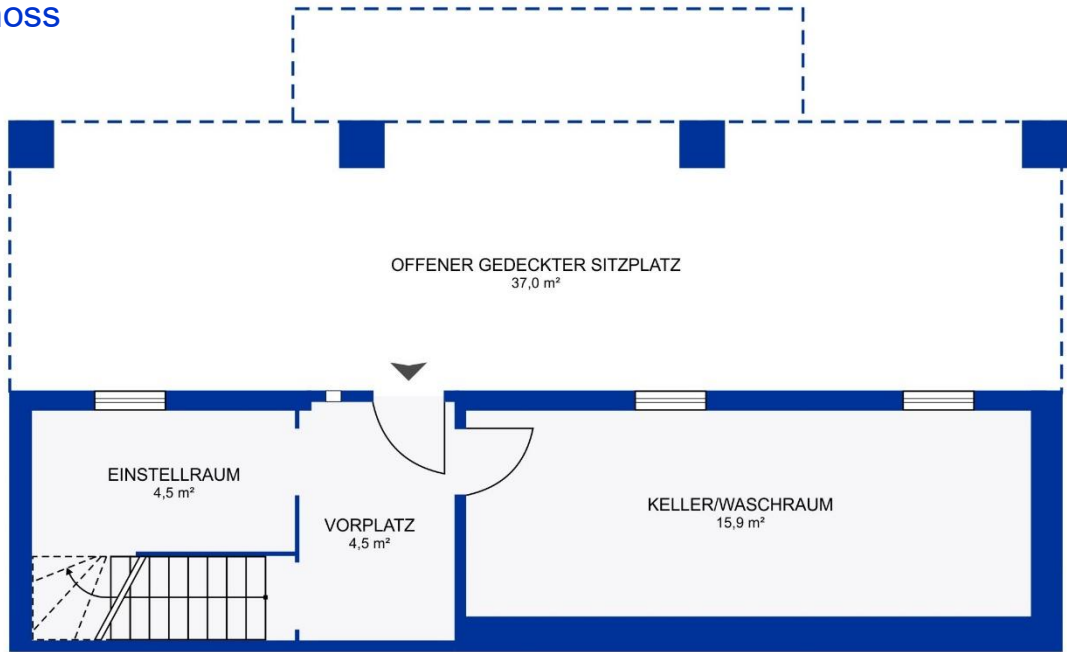 OFFENER GEDECKTER SITZPLATZ
37,0 m²
EINSTELLRAUM
4,5 m²
VORPLATZ
4,5 m²
KELLER/WASCHRAUM
15,9 m²